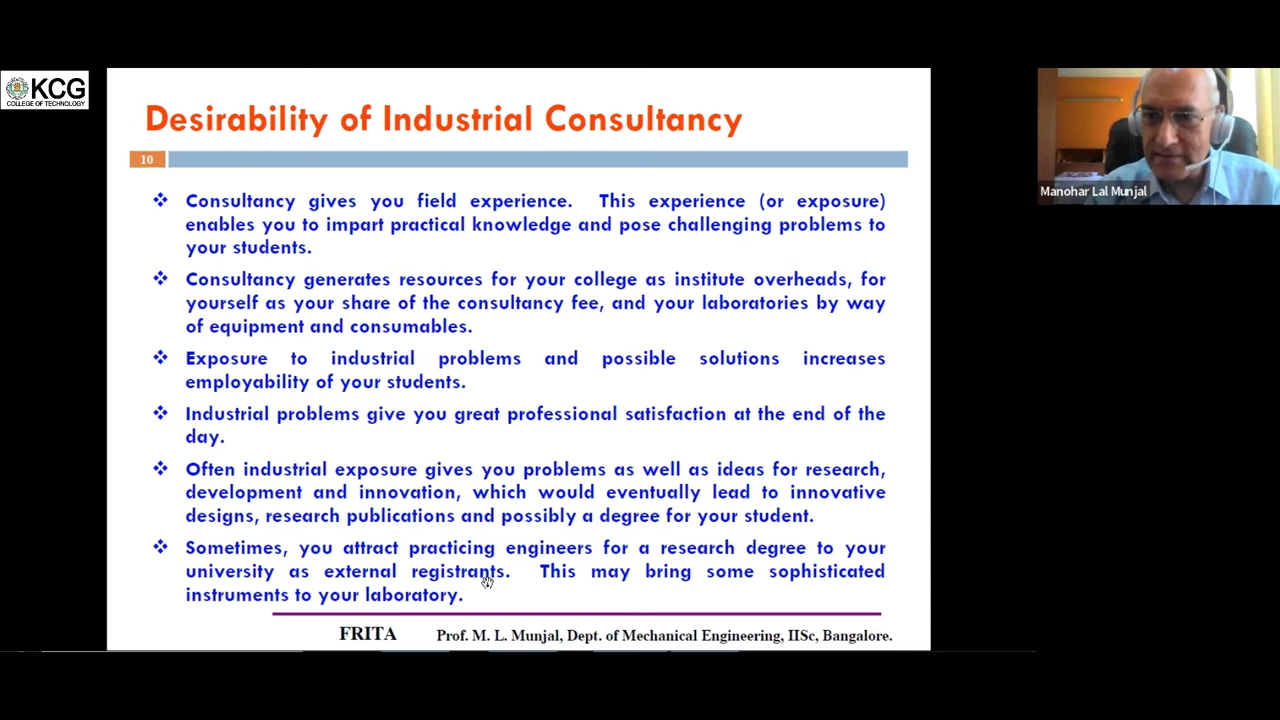 KCG
COLLEGE OF TECHNOLOGY
Desirability of Industrial Consultancy
10
Consultancy gives you field experience. This experience (or exposure)
enables you to impart practical knowledge and pose challenging problems to
your students.
Consultancy generates resources for your college as institute overheads, for
yourself as your share of the consultancy fee, and your laboratories by way
of equipment and consumables.
Exposure to industrial problems and possible solutions increases
employability of your students.
Industrial problems give you great professional satisfaction at the end of the
day.
Often industrial exposure gives you problems as well as ideas for research,
development and innovation, which would eventually lead to innovative
designs, research publications and possibly a degree for your student.
Sometimes, you attract practicing engineers for a research degree to your
university as external registrants. This may bring some sophisticated
instruments to your laboratory.
FRITA Prof. M. L. Munjal, Dept. of Mechanical Engineering, IISc, Bangalore.
Manohar Lal Munjal